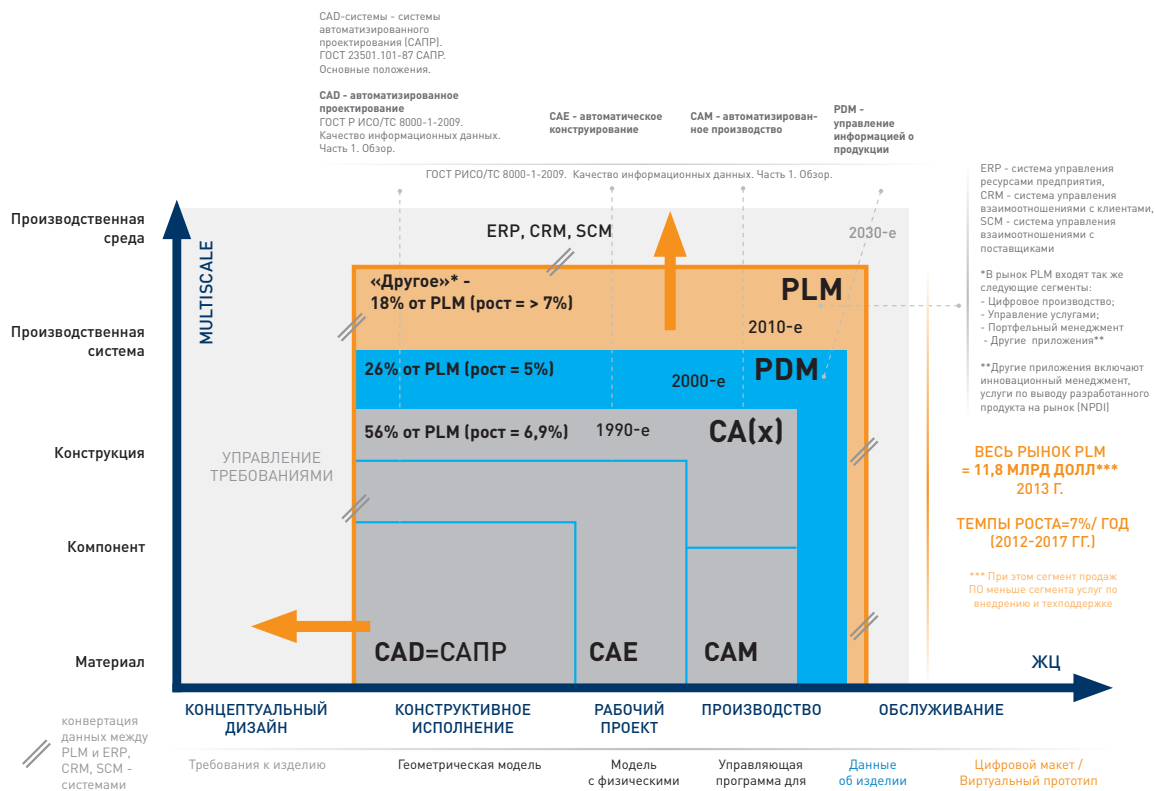 CAD-системы - системы
автоматизированного
проектирования (САПР).
ГОСТ 23501.101-87 САПР.
Основные положения.
CAD - автоматизированное
проектирование
ГОСТ Р ИСО/ТС 8000-1-2009.
Качество информационных данных.
Часть 1. Обзор.
CAE - автоматическое
конструирование
CAM - автоматизирован-
ное производство
PDM -
управление
информацией о
продукции
ГОСТ РИСО/ТС 8000-1-2009. Качество информационных данных. Часть 1. Обзор.
ERP - система управления
ресурсами предприятия,
CRM - система управления
взаимоотношениями с клиентами,
SCM - система управления
взаимоотношениями с
поставщиками
*В рынок PLM входят так же
следующие сегменты:
- Цифровое производство;
- Управление услугами;
- Портфельный менеджмент
- Другие приложения**
**Другие приложения включают
инновационный менеджмент,
услуги по выводу разработанного
продукта на рынок (NPDI)
Производственная
среда
Производственная
система
Конструкция
Компонент
Материал
MULTISCALE
ERP, CRM, SCM
2030-е
«Другое»* -
18% от PLM (рост = > 7%)
PLM
2010-е
26% от PLM (рост = 5%)
2000-е
PDM
56% от PLM (рост = 6,9%)
1990-е
CA(x)
УПРАВЛЕНИЕ
ТРЕБОВАНИЯМИ
CAD=САПР
CAE
CAM
ВЕСЬ РЫНОК PLM
= 11,8 МЛРД ДОЛЛ***
2013 Г.
ТЕМПЫ РОСТА=7%/ ГОД
(2012-2017 ГГ.)
*** При этом сегмент продаж
ПО меньше сегмента услуг по
внедрению и техподдержке
ЖЦ
КОНЦЕПТУАЛЬНЫЙ
ДИЗАЙН
КОНСТРУКТИВНОЕ
ИСПОЛНЕНИЕ
РАБОЧИЙ
ПРОЕКТ
ПРОИЗВОДСТВО
ОБСЛУЖИВАНИЕ
конвертация
данных между
PLM и ERP,
CRM, SCM -
системами
Требования к изделию
Геометрическая модель
Модель
с физическими
Управляющая
программа для
Данные
об изделии
Цифровой макет /
Виртуальный прототип